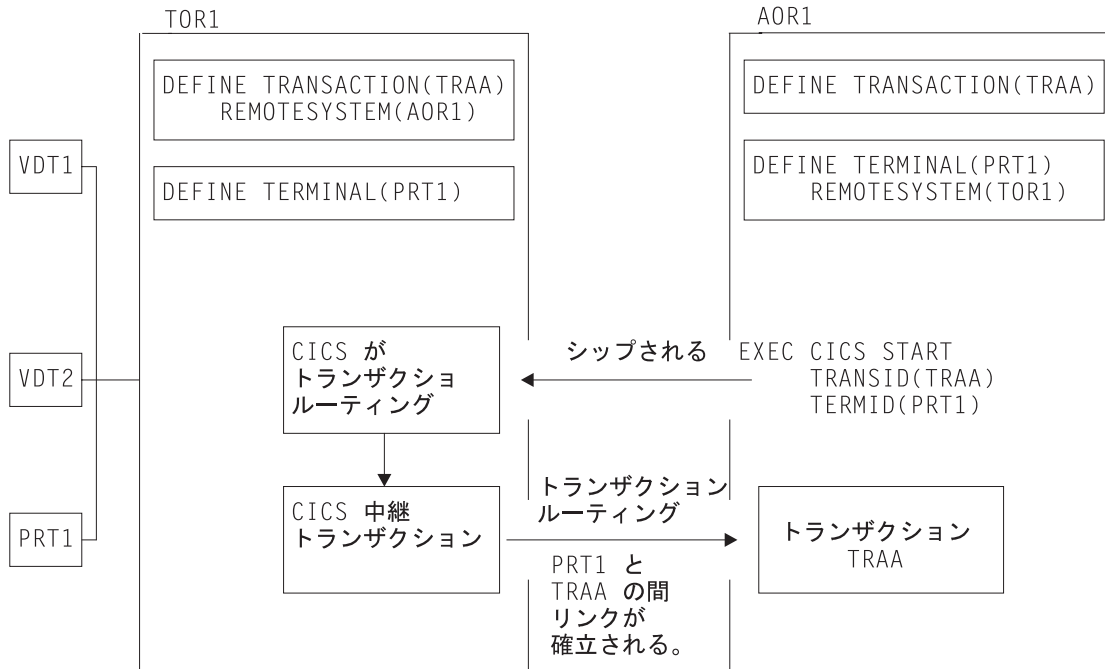 TOR1
AOR1
DEFINE TRANSACTION(TRAA)
REMOTESYSTEM(AOR1)
DEFINE TERMINAL(PRT1)
DEFINE TRANSACTION(TRAA)
DEFINE TERMINAL(PRT1)
REMOTESYSTEM(TOR1)
VDT1
VDT2
PRT1
CICS が
トランザクショ
ルーティング
シップされる
EXEC CICS START
TRANSID(TRAA)
TERMID(PRT1)
CICS 中継
トランザクション
トランザクション
ルーティング
PRT1 と
TRAA の間
リンクが
確立される。
トランザクション
TRAA